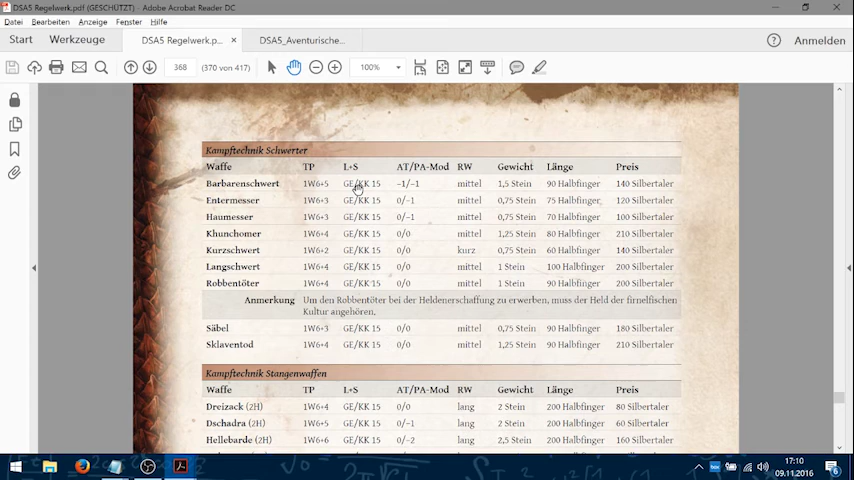 DSA5 Regelwerk.pdf (GESCHÜTZT) - Adobe Acrobat Reader DC
Datei Bearbeiten Anzeige Fenster Hilfe
Start Werkzeuge DSA5 Regelwerk.p... × DSA5_Aventurische... ? Anmelden
368 (370 von 417) 100%
Kampftechnik Schwerter
Waffe TP L+S AT/PA-Mod RW Gewicht Länge Preis
Barbarenschwert 1W6+5 GE/KK 15 –1/–1 mittel 1,5 Stein 90 Halbfinger 140 Silbertaler
Entermesser 1W6+3 GE/KK 15 0/–1 mittel 0,75 Stein 75 Halbfinger 120 Silbertaler
Haumesser 1W6+3 GE/KK 15 0/–1 mittel 0,75 Stein 70 Halbfinger 100 Silbertaler
Khunchomer 1W6+4 GE/KK 15 0/0 mittel 1,25 Stein 80 Halbfinger 210 Silbertaler
Kurzschwert 1W6+2 GE/KK 15 0/0 kurz 0,75 Stein 60 Halbfinger 140 Silbertaler
Langschwert 1W6+4 GE/KK 15 0/0 mittel 1 Stein 100 Halbfinger 200 Silbertaler
Robbentöter 1W6+4 GE/KK 15 0/0 mittel 1 Stein 90 Halbfinger 200 Silbertaler
Anmerkung Um den Robbentöter bei der Heldenerschaffung zu erwerben, muss der Held der firnelfischen
Kultur angehören.
Säbel 1W6+3 GE/KK 15 0/0 mittel 0,75 Stein 90 Halbfinger 180 Silbertaler
Sklaventod 1W6+4 GE/KK 15 0/0 mittel 1,25 Stein 90 Halbfinger 210 Silbertaler
Kampftechnik Stangenwaffen
Waffe TP L+S AT/PA-Mod RW Gewicht Länge Preis
Dreizack (2H) 1W6+4 GE/KK 15 0/0 lang 2 Stein 200 Halbfinger 80 Silbertaler
Dschadra (2H) 1W6+5 GE/KK 15 0/–1 lang 2 Stein 200 Halbfinger 60 Silbertaler
Hellebarde (2H) 1W6+6 GE/KK 15 0/–2 lang 2,5 Stein 200 Halbfinger 160 Silbertaler
17:10
09.11.2016